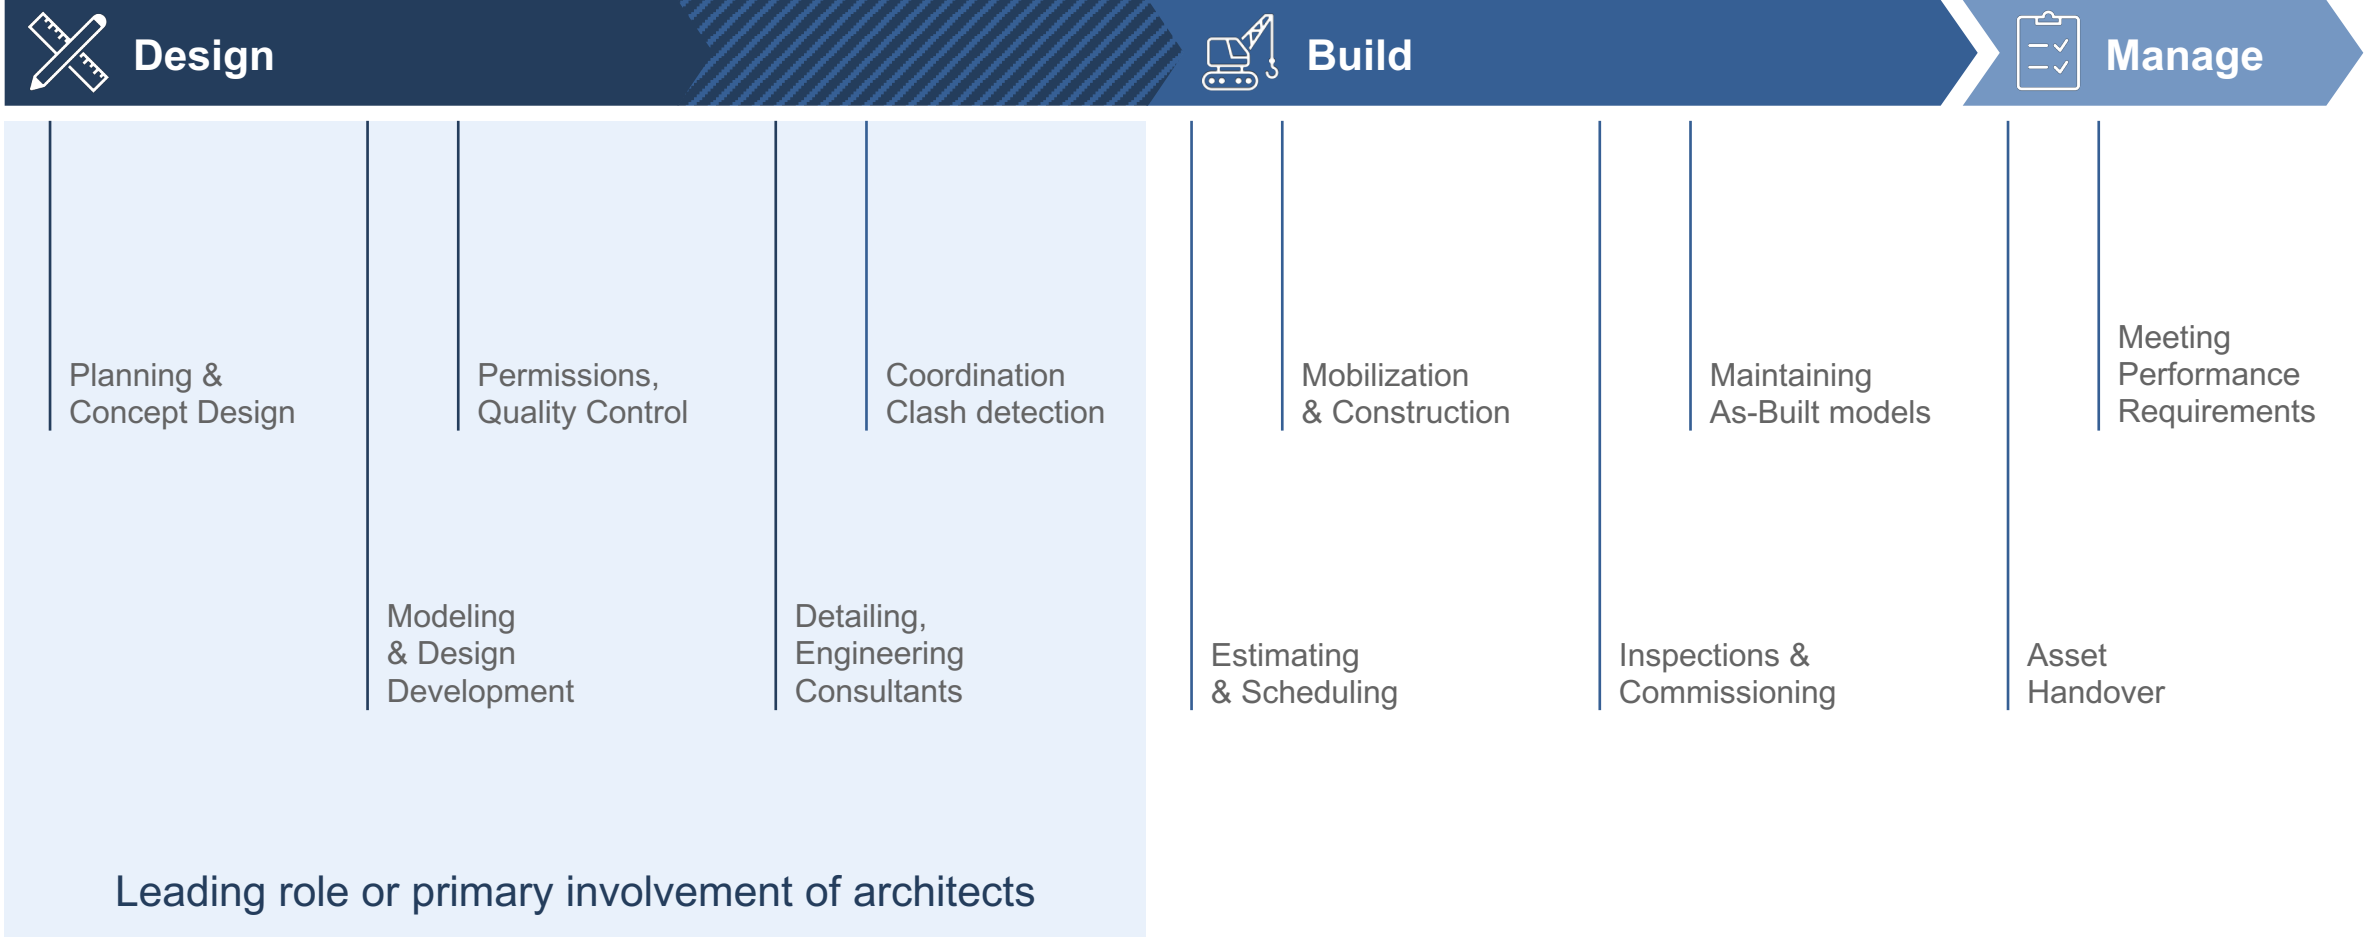 Design
Build
Manage
Planning &
Concept Design
Permissions,
Quality Control
Coordination
Clash detection
Mobilization
& Construction
Maintaining
As-Built models
Meeting
Performance
Requirements
Modeling
& Design
Development
Detailing,
Engineering
Consultants
Estimating
& Scheduling
Inspections &
Commissioning
Asset
Handover
Leading role or primary involvement of architects